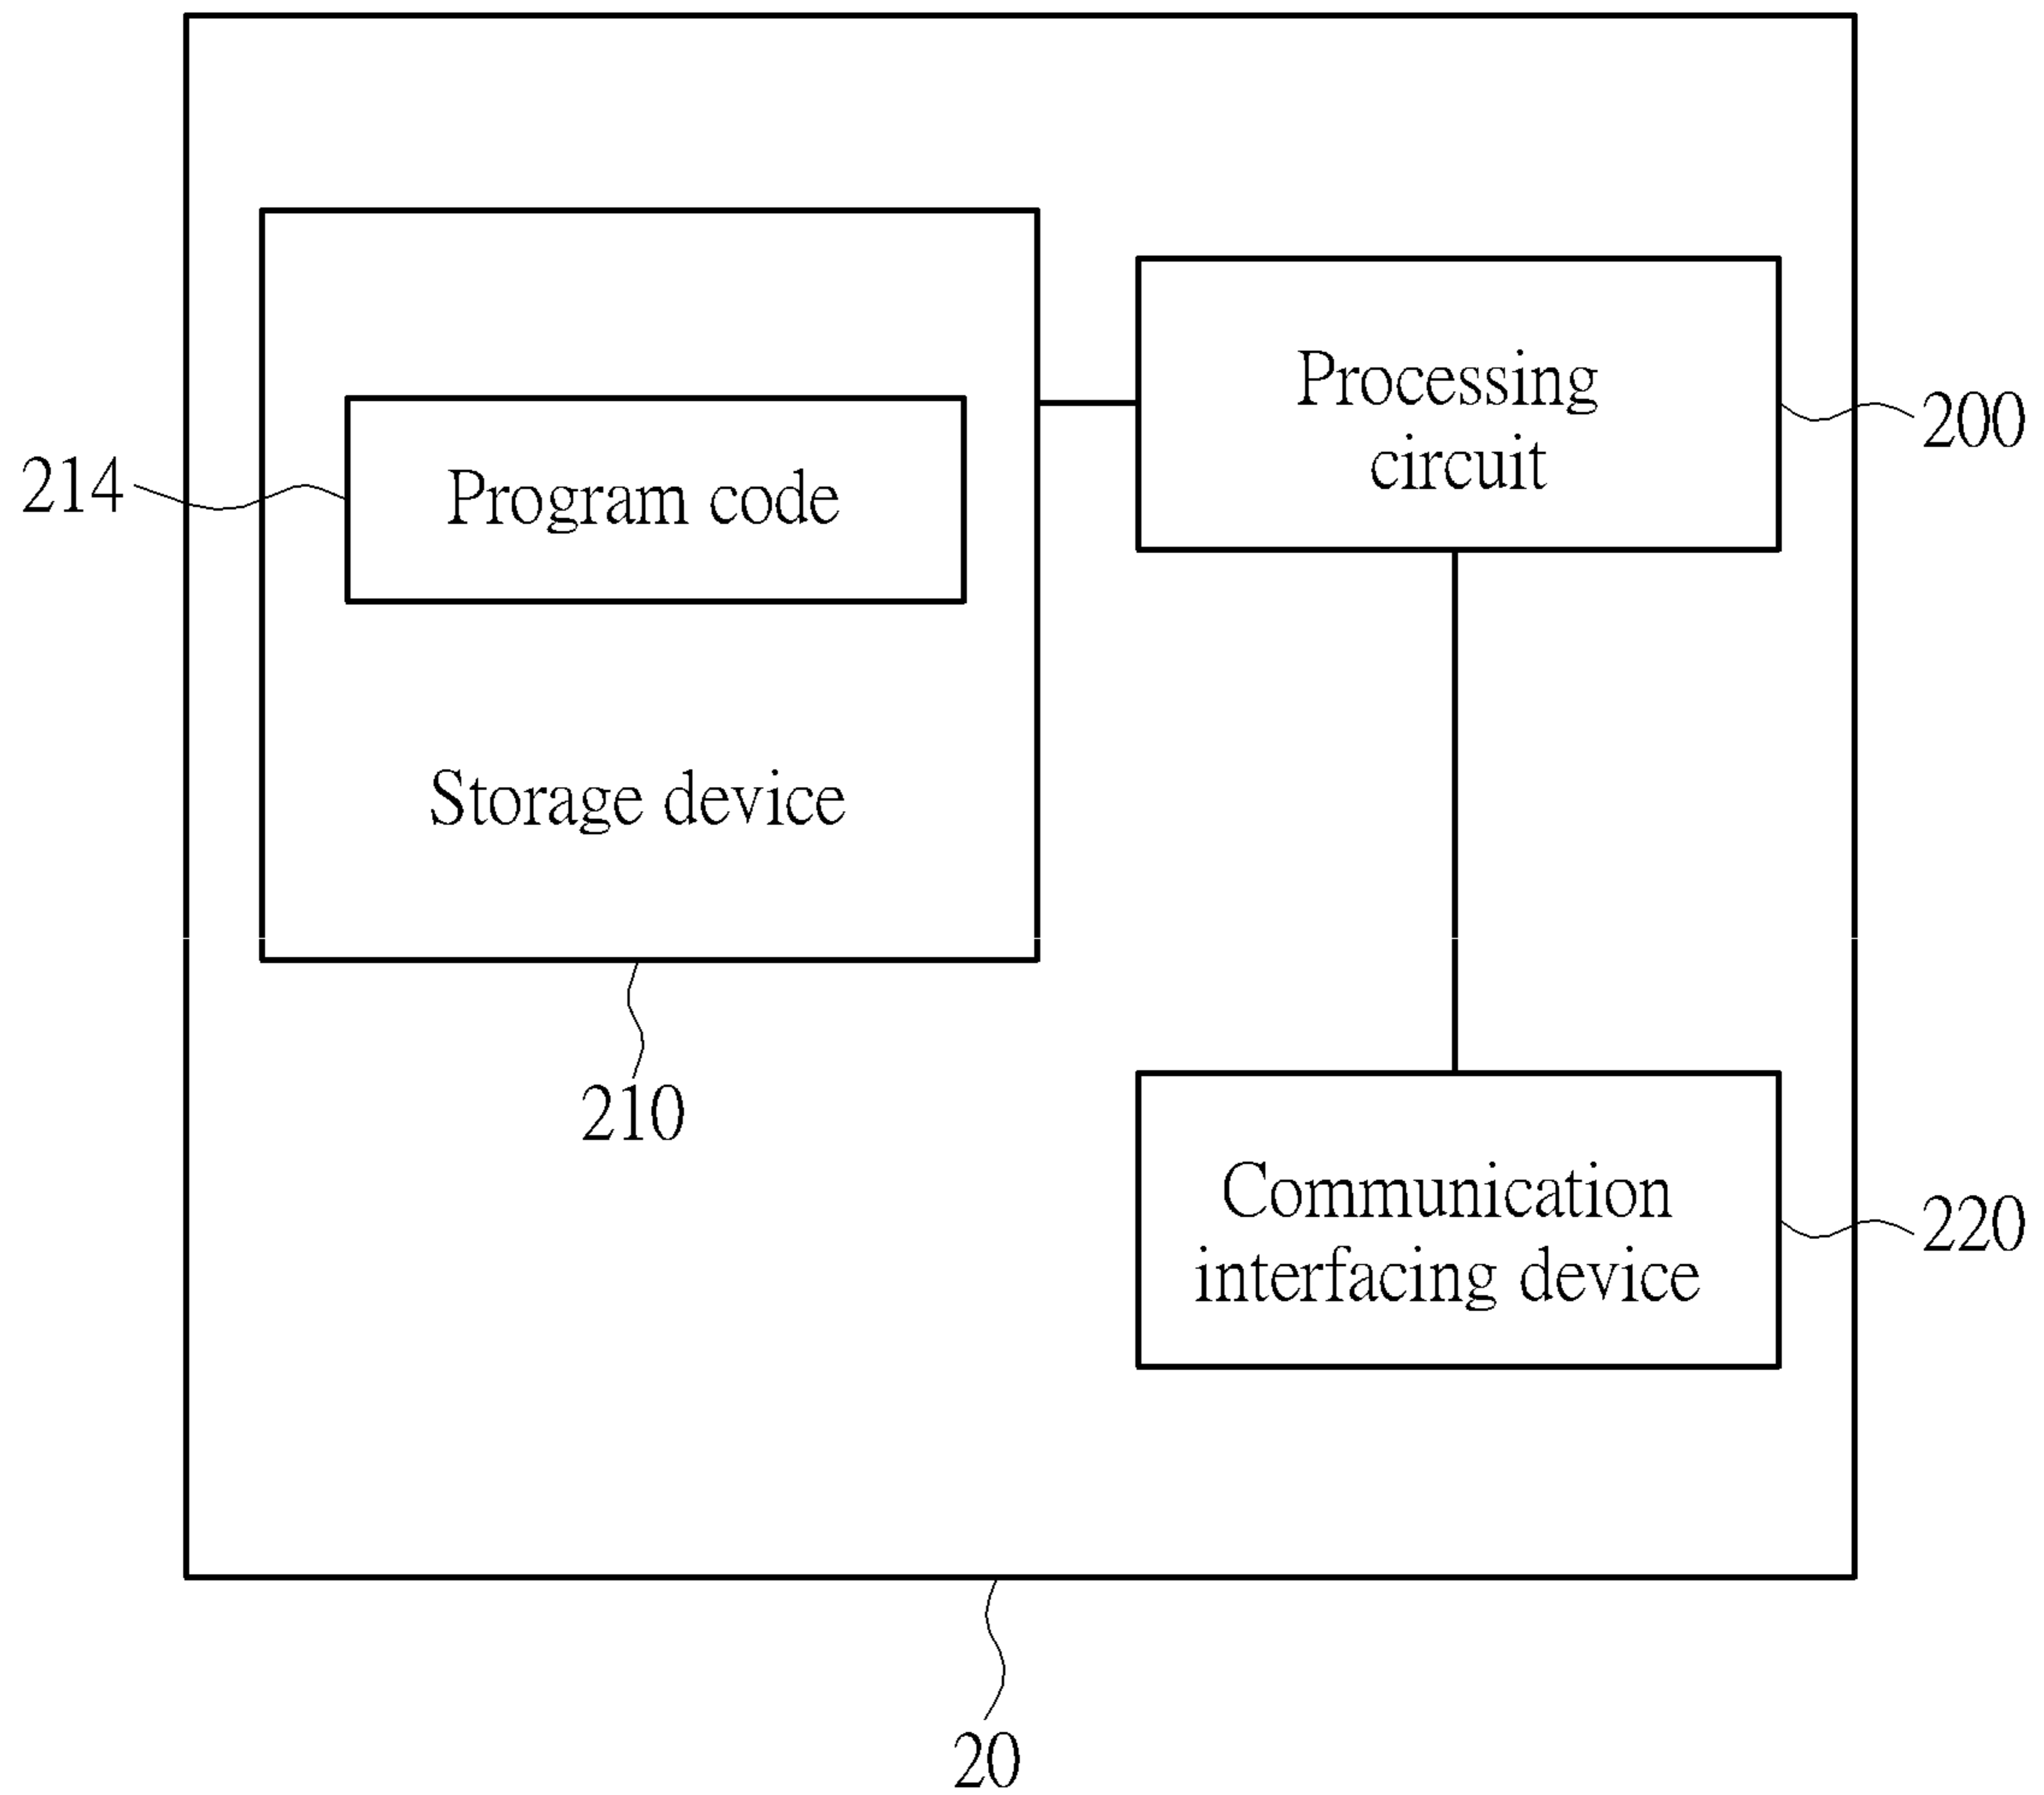 Processing
circuit
200
214
Program code
Storage device
210
Communication
interfacing device
220
20